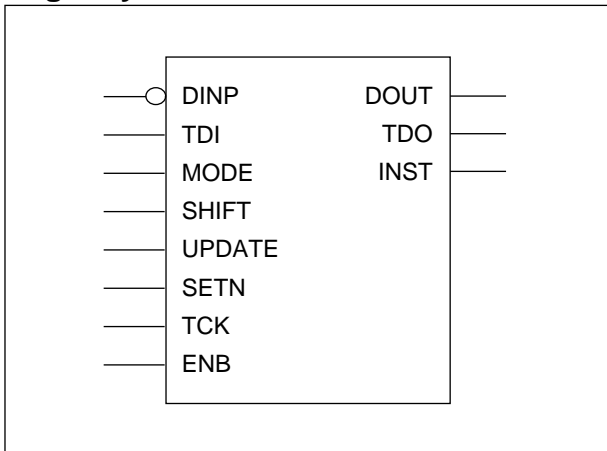 DINP DOUT
TDI TDO
MODE INST
SHIFT
UPDATE
SETN
TCK
ENB